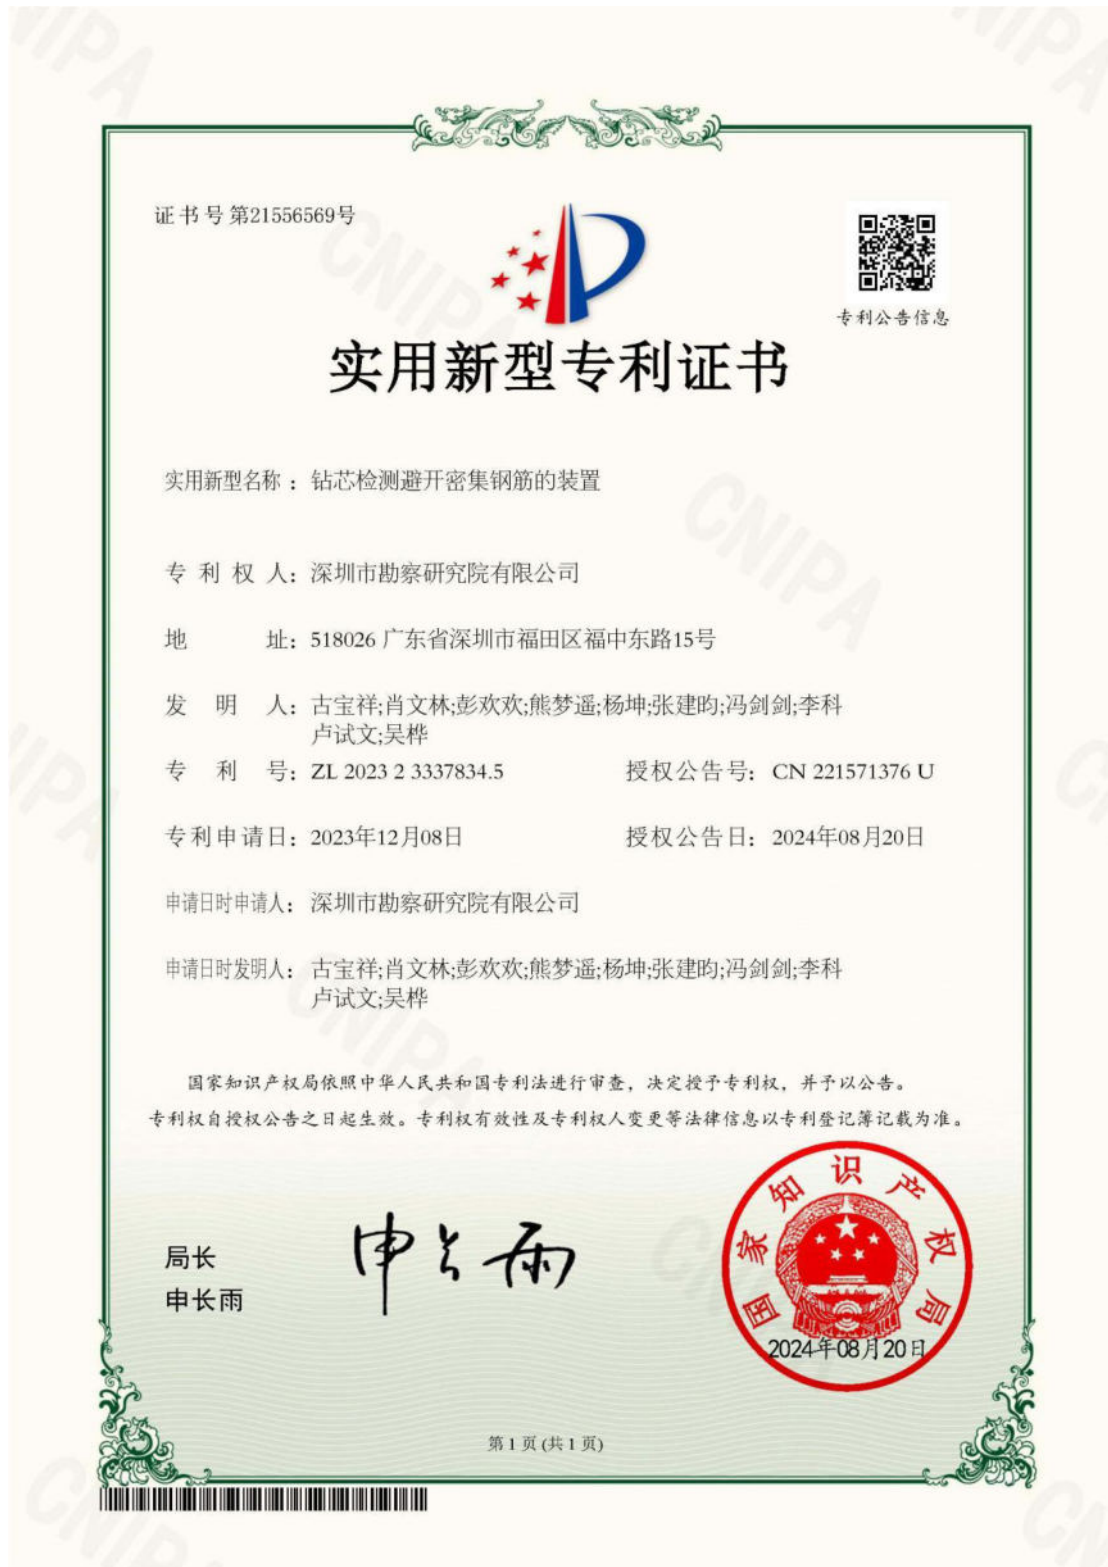 证书号第21556569号
专利公告信息
实用新型专利证书
实用新型名称：钻芯检测避开密集钢筋的装置
专利权人：深圳市勘察研究院有限公司
地址：518026 广东省深圳市福田区福中东路15号
发明人：古宝祥;肖文林;彭欢欢;熊梦遥;杨坤;张建昀;冯剑剑;李科
卢试文;吴桦
专利号：ZL 2023 2 3337834.5 授权公告号：CN 221571376 U
专利申请日：2023年12月08日 授权公告日：2024年08月20日
申请日时申请人：深圳市勘察研究院有限公司
申请日时发明人：古宝祥;肖文林;彭欢欢;熊梦遥;杨坤;张建昀;冯剑剑;李科
卢试文;吴桦
国家知识产权局依照中华人民共和国专利法进行审查，决定授予专利权，并予以公告。
专利权自授权公告之日起生效。专利权有效性及专利权人变更等法律信息以专利登记簿记载为准。
局长
申长雨
申长雨
国家知识产权局
2024年08月20日
第1页(共1页)
CNIPA